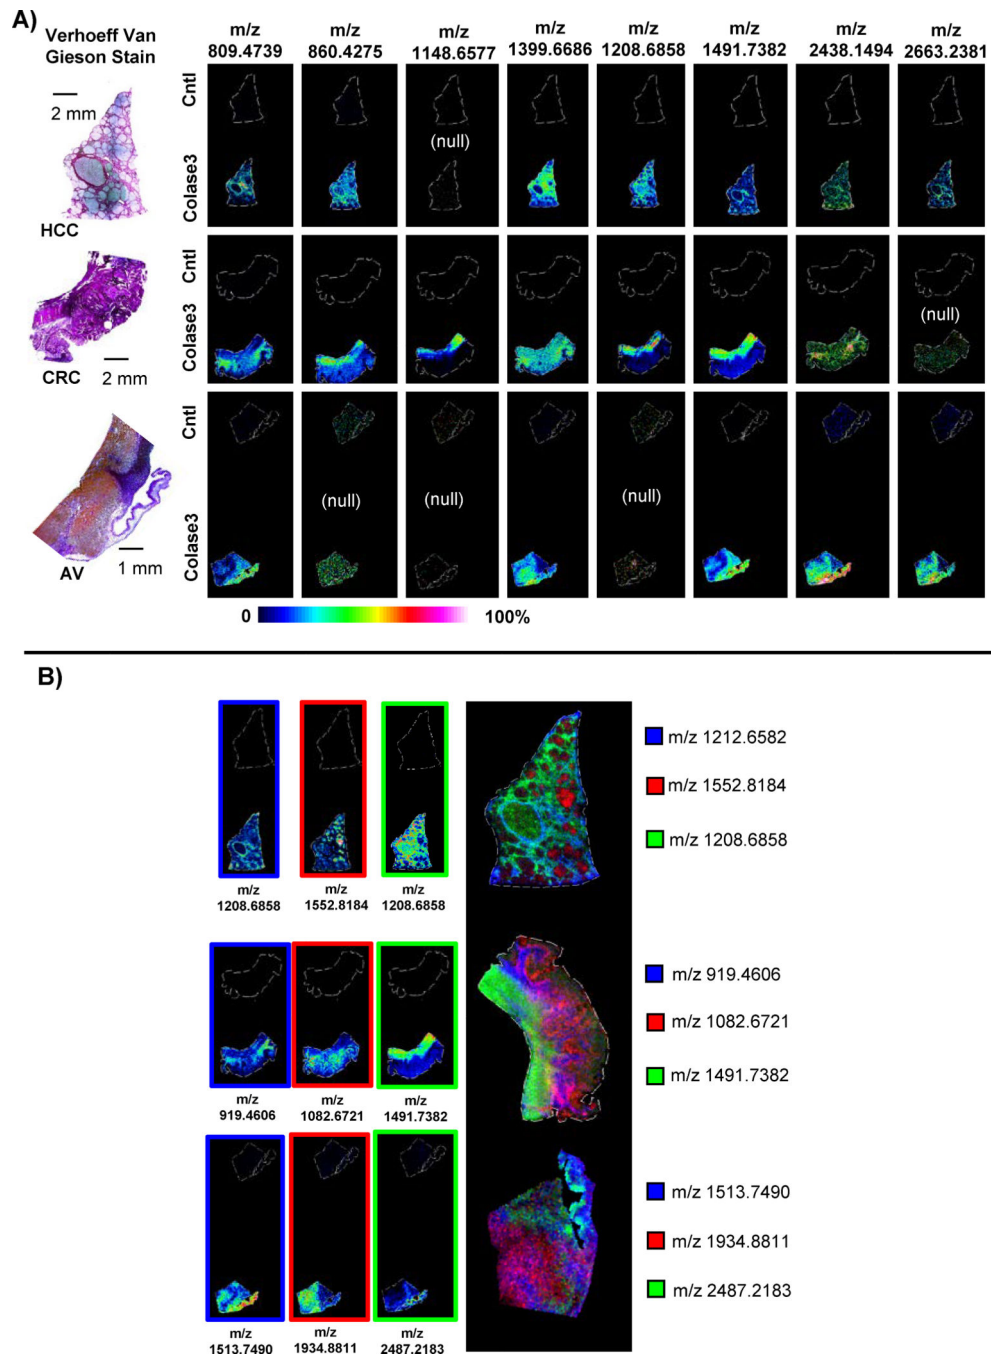 A)
Verhoeff Van
Gieson Stain
m/z
809.4739
m/z
860.4275
m/z
1148.6577
m/z
1399.6686
m/z
1208.6858
m/z
1491.7382
m/z
2438.1494
m/z
2663.2381
2 mm
HCC
Cntl
Colase3
(null)
CRC
2 mm
Cntl
Colase3
(null)
AV
1 mm
Cntl
Colase3
(null)
(null)
(null)
0
100%
B)
m/z
1208.6858
m/z
1552.8184
m/z
1208.6858
m/z 1212.6582
m/z 1552.8184
m/z 1208.6858
m/z
919.4606
m/z
1082.6721
m/z
1491.7382
m/z 919.4606
m/z 1082.6721
m/z 1491.7382
m/z
1513.7490
m/z
1934.8811
m/z
2487.2183
m/z 1513.7490
m/z 1934.8811
m/z 2487.2183